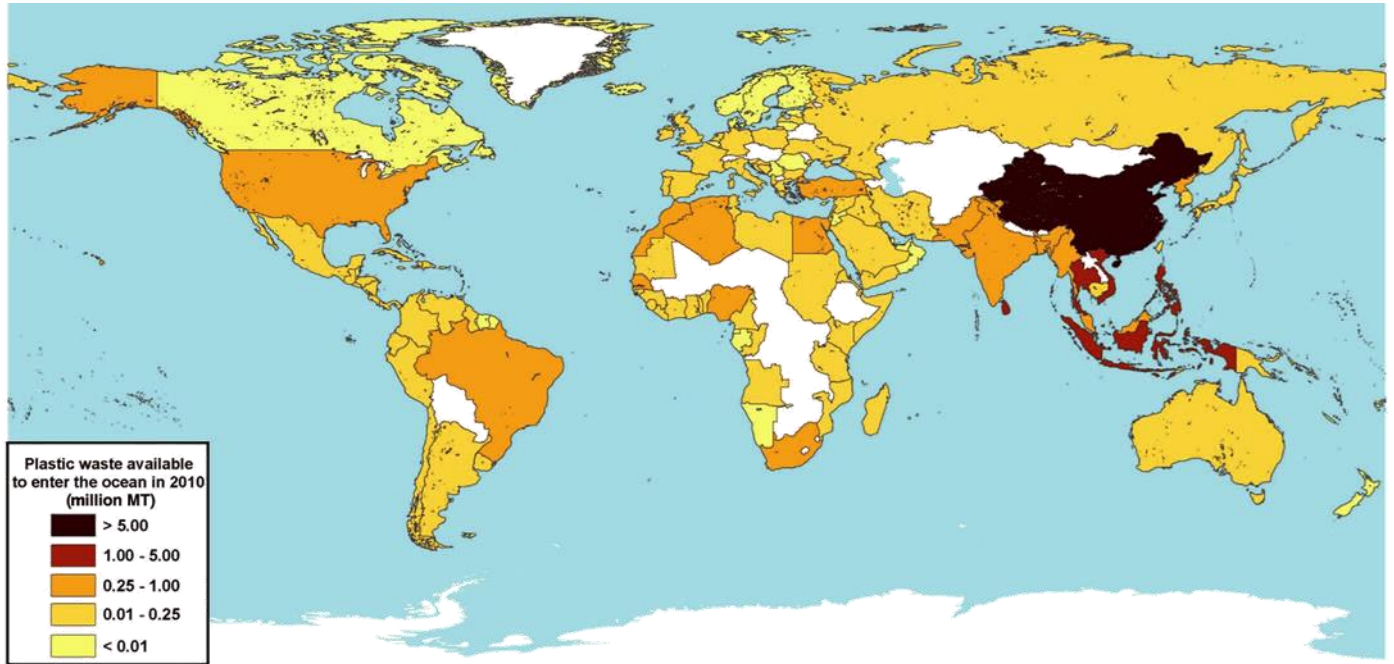 Plastic waste available
to enter the ocean in 2010
(million MT)
> 5.00
1.00 - 5.00
0.25 - 1.00
0.01 - 0.25
< 0.01